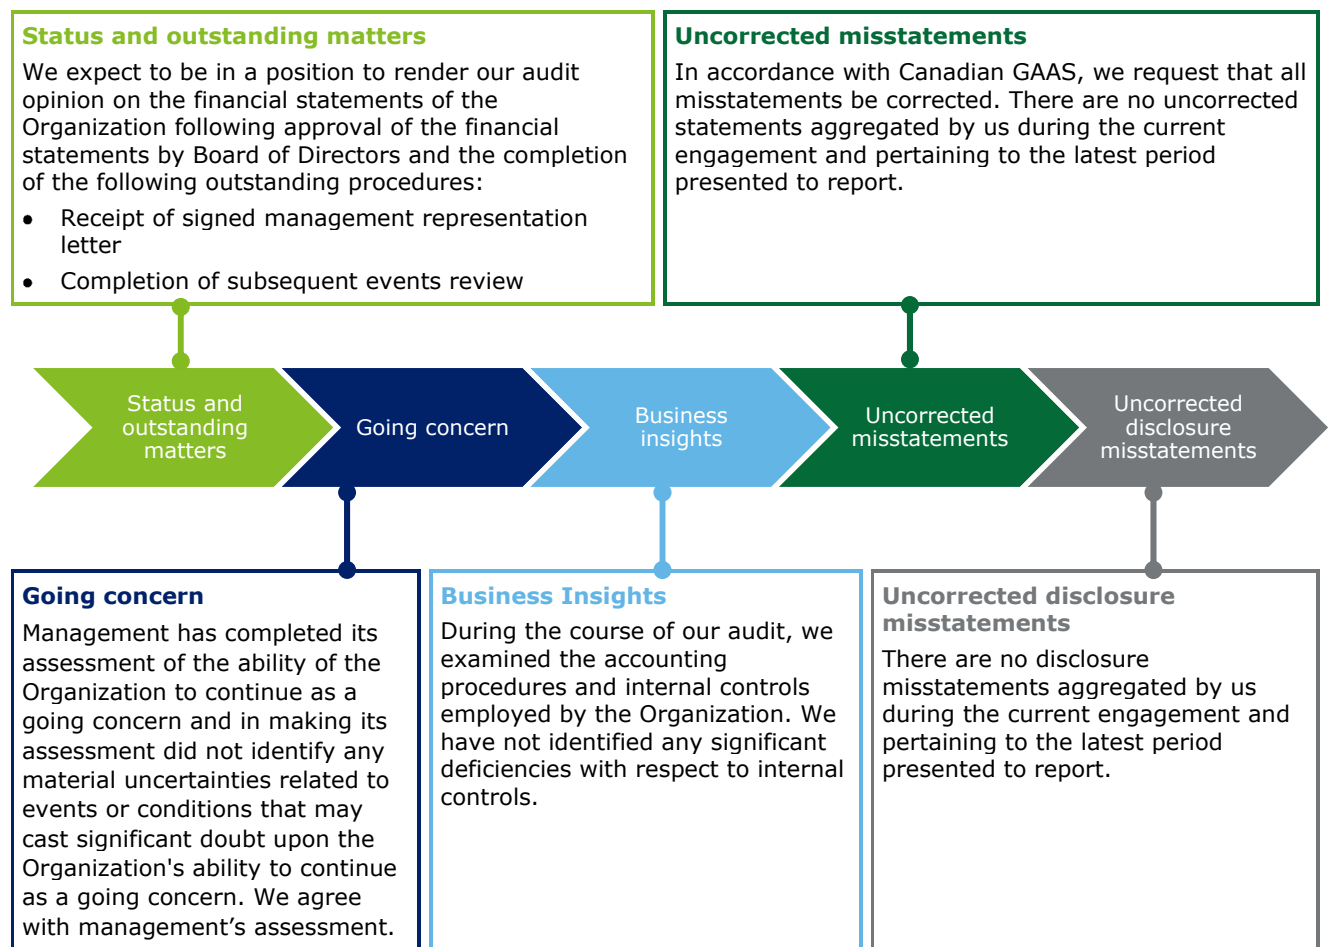 Status and outstanding matters
We expect to be in a position to render our audit
opinion on the financial statements of the
Organization following approval of the financial
statements by Board of Directors and the completion
of the following outstanding procedures:
• Receipt of signed management representation
letter
• Completion of subsequent events review
Uncorrected misstatements
In accordance with Canadian GAAS, we request that all
misstatements be corrected. There are no uncorrected
statements aggregated by us during the current
engagement and pertaining to the latest period
presented to report.
Status and
outstanding
matters
Going concern
Business
insights
Uncorrected
misstatements
Uncorrected
disclosure
misstatements
Going concern
Management has completed its
assessment of the ability of the
Organization to continue as a
going concern and in making its
assessment did not identify any
material uncertainties related to
events or conditions that may
cast significant doubt upon the
Organization's ability to continue
as a going concern. We agree
with management’s assessment.
Business Insights
During the course of our audit, we
examined the accounting
procedures and internal controls
employed by the Organization. We
have not identified any significant
deficiencies with respect to internal
controls.
Uncorrected disclosure
misstatements
There are no disclosure
misstatements aggregated by us
during the current engagement and
pertaining to the latest period
presented to report.